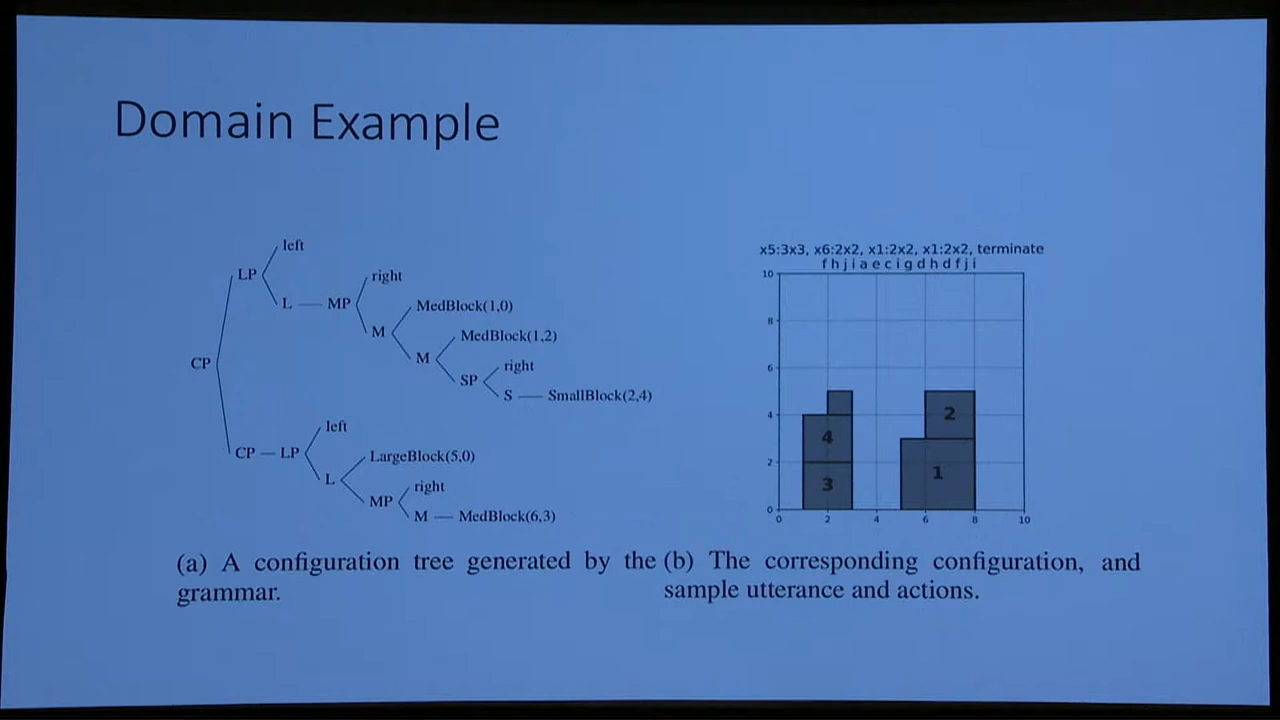 Domain Example
left
LP
right
L
MP
MedBlock(1,0)
M
MedBlock(1,2)
M
right
SP
S
SmallBlock(2,4)
CP
left
CP
LP
LargeBlock(5,0)
L
right
MP
M
MedBlock(6,3)
(a) A configuration tree generated by the
grammar.
x5:3x3, x6:2x2, x1:2x2, x1:2x2, terminate
f h j i a e c i g d h d f j i
10
8
6
4
2
0
2
4
1
3
0 2 4 6 8 10
(b) The corresponding configuration, and
sample utterance and actions.